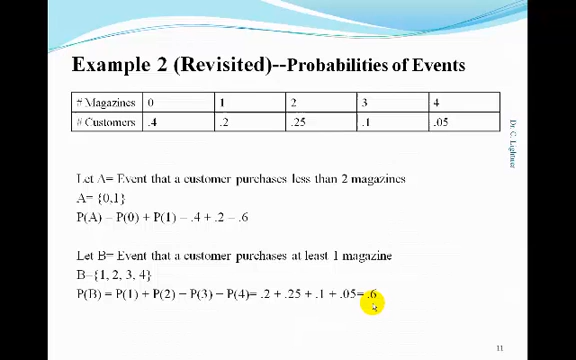 Example 2 (Revisited)--Probabilities of Events
# Magazines 0 1 2 3 4
# Customers .4 .2 .25 .1 .05
Dr. C. Lightner
Let A= Event that a customer purchases less than 2 magazines
A= {0,1}
P(A) = P(0) + P(1) = .4 + .2 = .6
Let B= Event that a customer purchases at least 1 magazine
B={1, 2, 3, 4}
P(B) = P(1) + P(2) + P(3) + P(4)= .2 + .25 + .1 + .05= .6
11